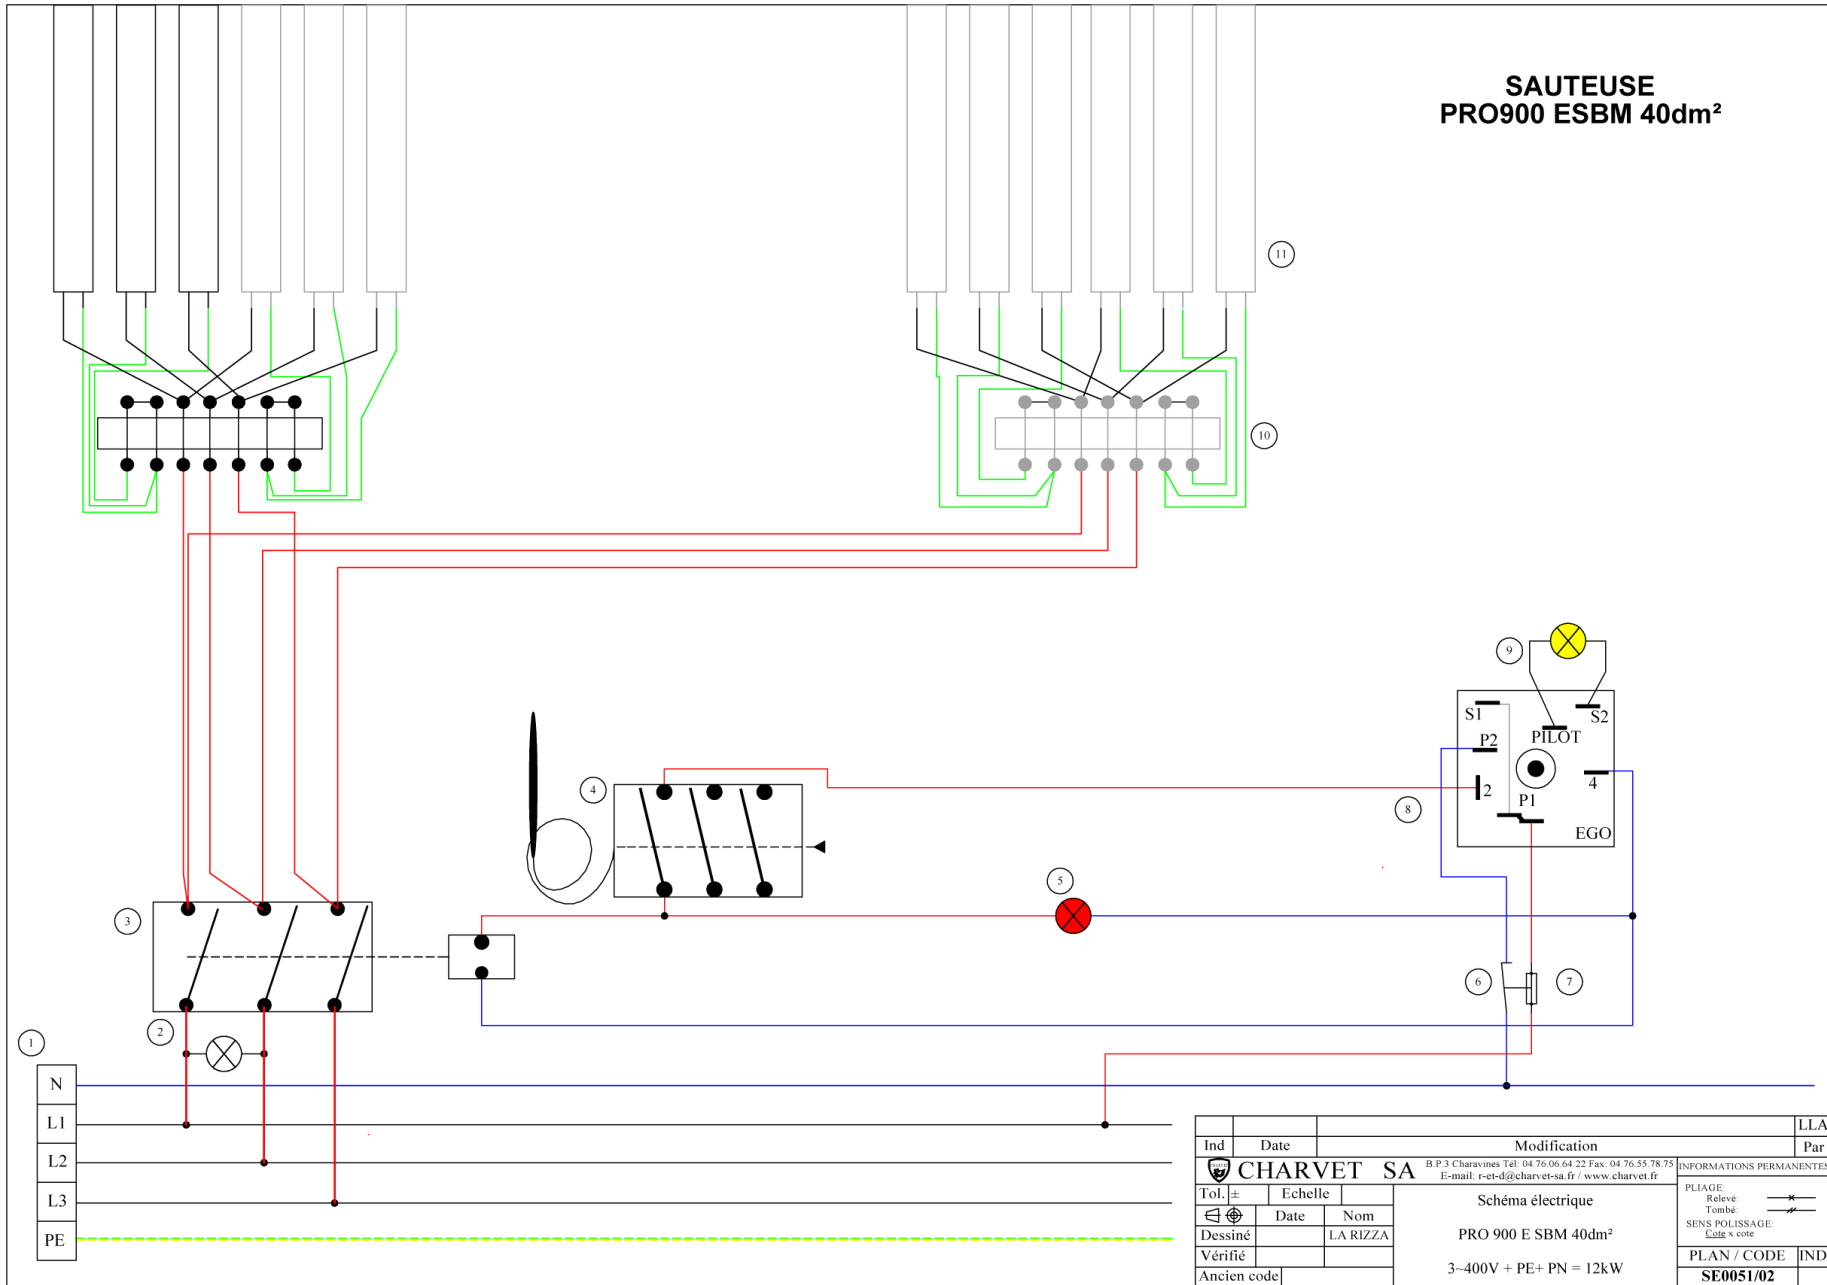 SAUTEUSE
PRO900 ESBM 40dm²
11
10
9
S1
S2
PILOT
P2
4
2
4
8
P1
EGO
5
3
6
7
2
1
N
L1
L2
L3
PE
LLA
Ind Date Modification Par
CHARVET SA
B.P.3 Charavines Tél: 04.76.06.64.22 Fax: 04.76.55.78.75
E-mail: r-et-d@charvet-sa.fr / www.charvet.fr
INFORMATIONS PERMANENTES
Tol. ± Echelle
Schéma électrique
PLIAGE:
Relevé:
Tombé:
Date Nom
SENS POLISSAGE:
Cote x cote
Dessiné LA RIZZA
PRO 900 E SBM 40dm²
Vérifié
PLAN / CODE IND
3~400V + PE+ PN = 12kW
Ancien code
SE0051/02